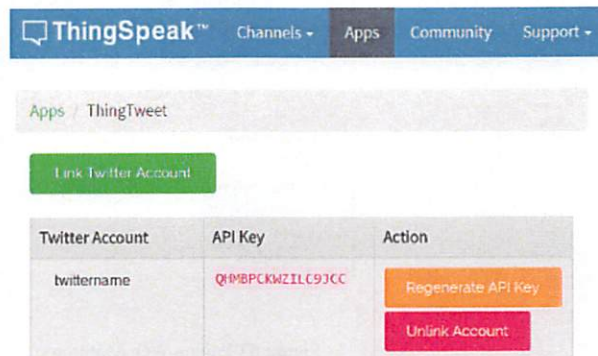 ThingSpeak™ Channels Apps Community Support
Apps / ThingTweet
Link Twitter Account
Twitter Account API Key Action
twittername QHMBPCKWZILC9JCC Regenerate API Key
Unlink Account